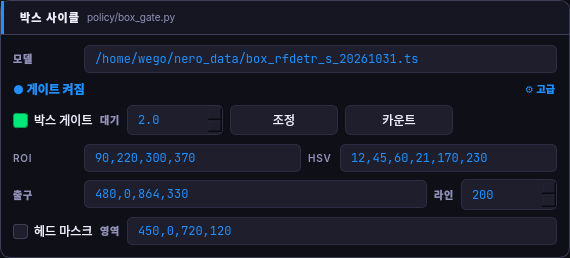 박스 사이클 policy/box_gate.py
모델 /home/wego/nero_data/box_rfdetr_s_20261031.ts
게이트 켜짐 고급
박스 게이트 대기 2.0 조정 카운트
ROI 90,220,300,370 HSV 12,45,60,21,170,230
출구 480,0,864,330 라인 200
헤드 마스크 영역 450,0,720,120